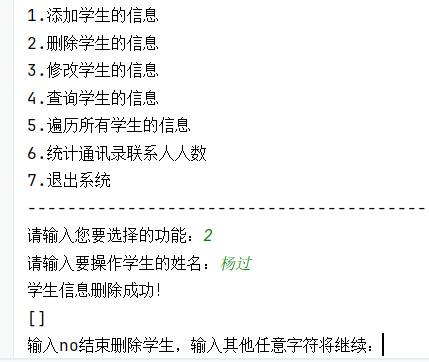 1.添加学生的信息
2.删除学生的信息
3.修改学生的信息
4.查询学生的信息
5.遍历所有学生的信息
6.统计通讯录联系人人数
7.退出系统
----------------------------------------
请输入您要选择的功能：2
请输入要操作学生的姓名：杨过
学生信息删除成功!
[]
输入no结束删除学生，输入其他任意字符将继续：